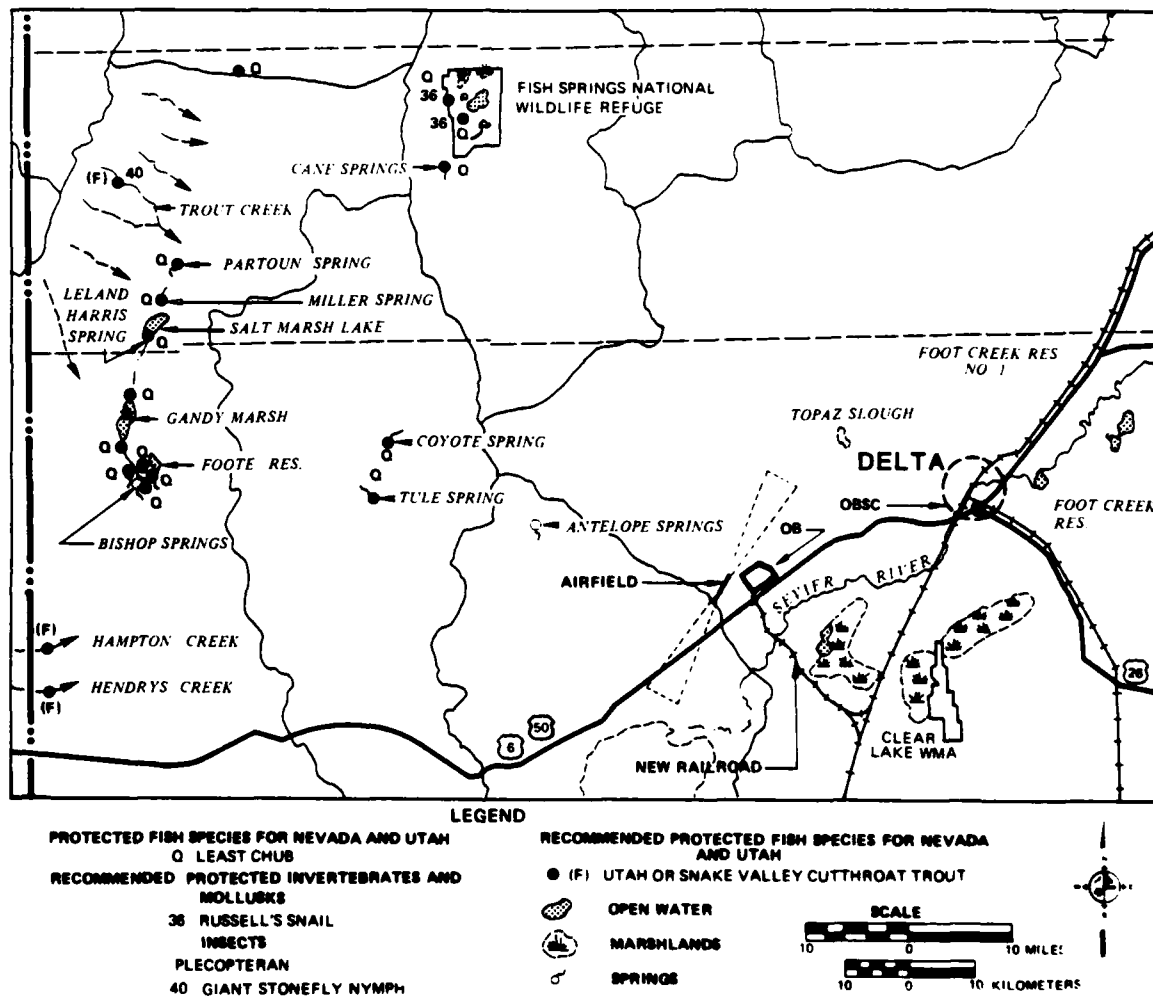 Q
FISH SPRINGS NATIONAL
WILDLIFE REFUGE
Q
36
36
Q
CANE SPRINGS
Q
(F)
40
TROUT CREEK
Q
PARTOUN SPRING
Q
MILLER SPRING
LELAND
HARRIS
SPRING
SALT MARSH LAKE
Q
FOOT CREEK RES
NO 1
Q
GANDY MARSH
Q
Q
Q
Q
Q
FOOTE RES.
BISHOP SPRINGS
COYOTE SPRING
Q
Q
TULE SPRING
TOPAZ SLOUGH
DELTA
OBSC
FOOT CREEK
RES.
ANTELOPE SPRINGS
OB
AIRFIELD
SEVIER RIVER
(F)
HAMPTON CREEK
HENDRYS CREEK
(F)
26
50
6
NEW RAILROAD
CLEAR
LAKE WMA
LEGEND
PROTECTED FISH SPECIES FOR NEVADA AND UTAH
Q LEAST CHUB
RECOMMENDED PROTECTED INVERTEBRATES AND
MOLLUSKS
36 RUSSELL'S SNAIL
INSECTS
PLECOPTERAN
40 GIANT STONEFLY NYMPH
RECOMMENDED PROTECTED FISH SPECIES FOR NEVADA
AND UTAH
(F) UTAH OR SNAKE VALLEY CUTTHROAT TROUT
OPEN WATER
MARSHLANDS
SPRINGS
SCALE
10 0 10 MILES
10 0 10 KILOMETERS